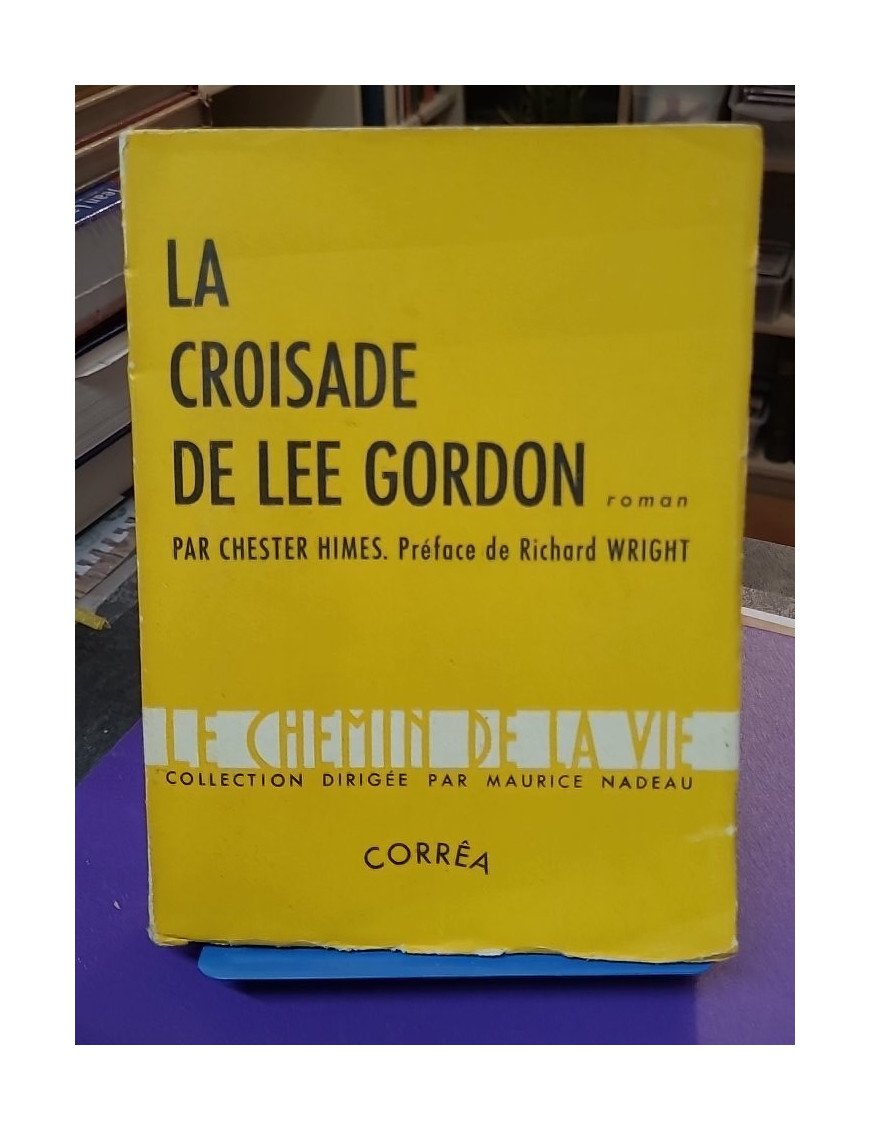 LA
CROISADE
DE LEE GORDON roman
PAR CHESTER HIMES. Préface de Richard WRIGHT
LE CHEMIN DE LA VIE
COLLECTION DIRIGÉE PAR MAURICE NADEAU
CORRÊA
Jean